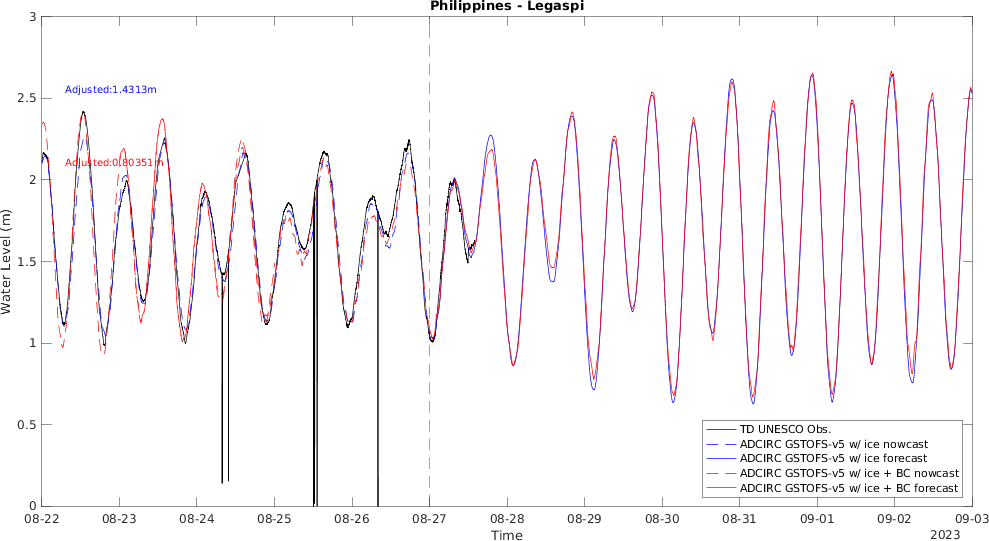 Philippines - Legaspi
3
2.5
2
1.5
1
0.5
0
Water Level (m)
Adjusted:1.4313m
Adjusted:0.80351m
TD UNESCO Obs.
ADCIRC GSTOFS-v5 w/ ice nowcast
ADCIRC GSTOFS-v5 w/ ice forecast
ADCIRC GSTOFS-v5 w/ ice + BC nowcast
ADCIRC GSTOFS-v5 w/ ice + BC forecast
08-22 08-23 08-24 08-25 08-26 08-27 08-28 08-29 08-30 08-31 09-01 09-02 09-03
Time
2023